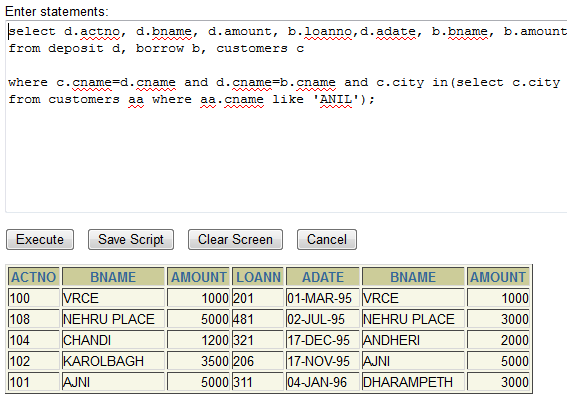 Enter statements:
select d.actno, d.bname, d.amount, b.loanno,d.adate, b.bname, b.amount
from deposit d, borrow b, customers c
where c.cname=d.cname and d.cname=b.cname and c.city in(select c.city
from customers aa where aa.cname like 'ANIL');
Execute Save Script Clear Screen Cancel
ACTNO BNAME AMOUNT LOANN ADATE BNAME AMOUNT
100 VRCE 1000 201 01-MAR-95 VRCE 1000
108 NEHRU PLACE 5000 481 02-JUL-95 NEHRU PLACE 3000
104 CHANDI 1200 321 17-DEC-95 ANDHERI 2000
102 KAROLBAGH 3500 206 17-NOV-95 AJNI 5000
101 AJNI 5000 311 04-JAN-96 DHARAMPETH 3000